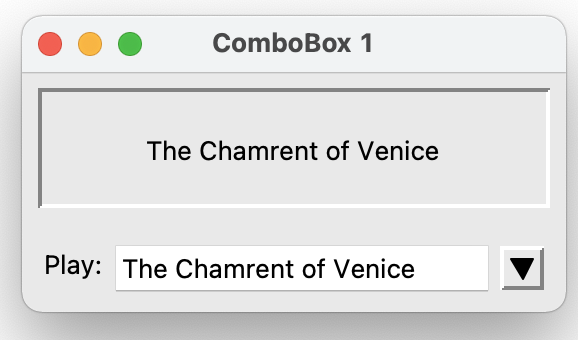 ComboBox 1
The Chamrent of Venice
Play: The Chamrent of Venice